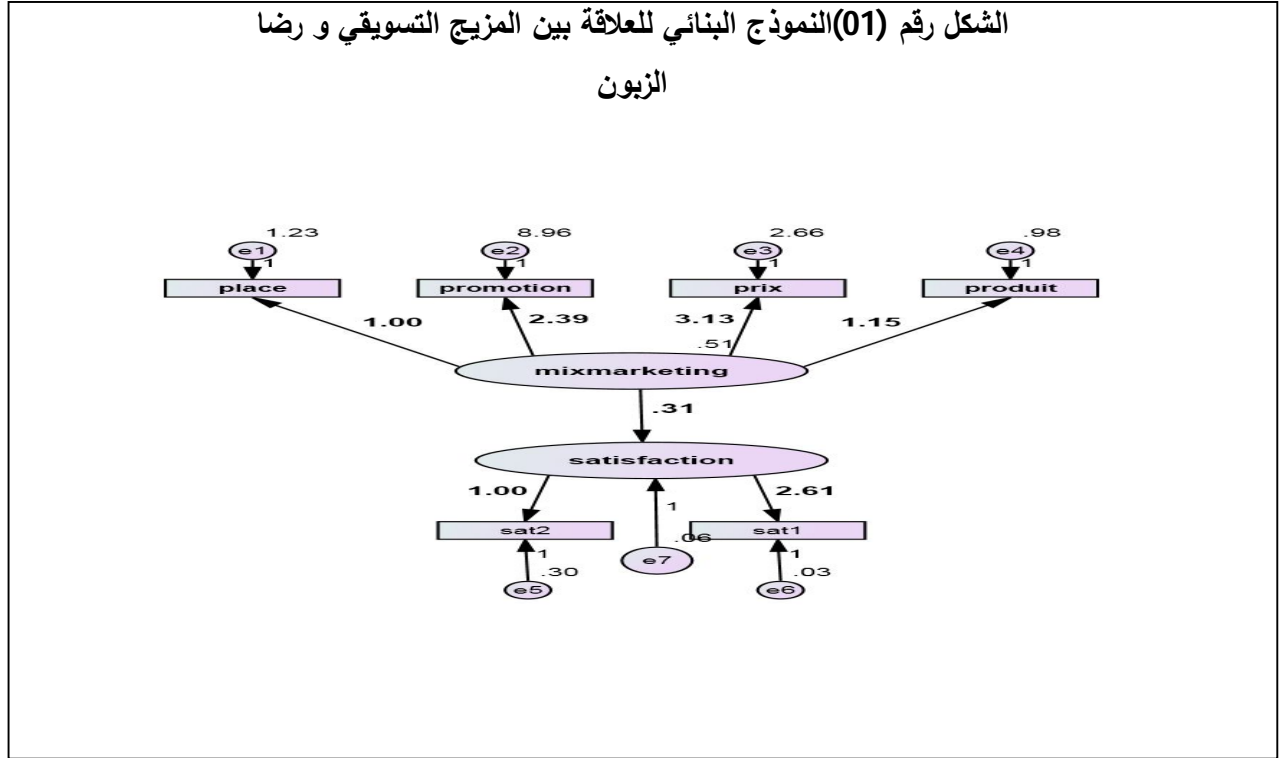 الشكل رقم (01)النموذج البنائي للعلاقة بين المزيج التسويقي و رضا
الزبون
1.23 8.96 2.66 .98
e1 e2 e3 e4
1 1 1 1
place promotion prix produit
1.00 2.39 3.13 1.15
.51
mixmarketing
.31
satisfaction
1.00 2.61
1
sat2 sat1
.06
1 e7 1
.30 .03
e5 e6